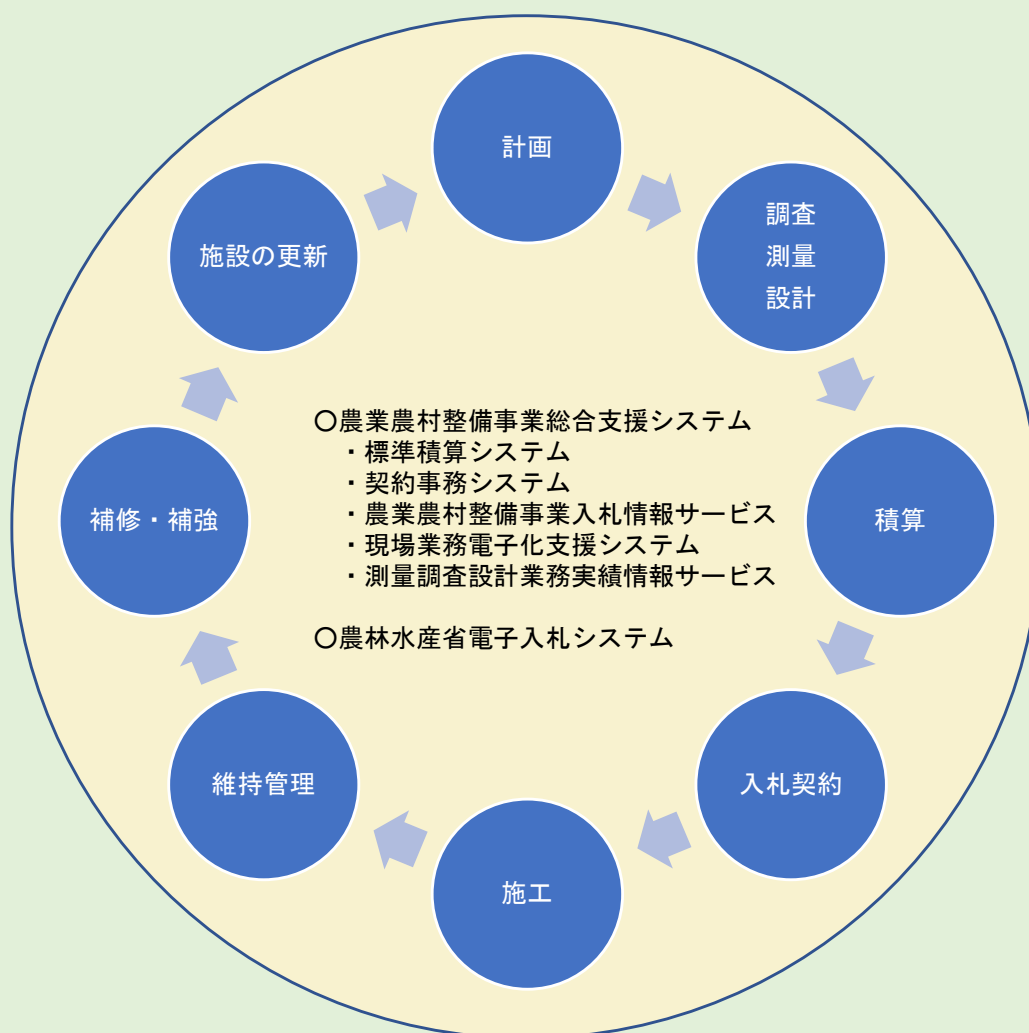 計画
調査
測量
設計
積算
入札契約
施工
維持管理
補修・補強
施設の更新
〇農業農村整備事業総合支援システム
・標準積算システム
・契約事務システム
・農業農村整備事業入札情報サービス
・現場業務電子化支援システム
・測量調査設計業務実績情報サービス
〇農林水産省電子入札システム